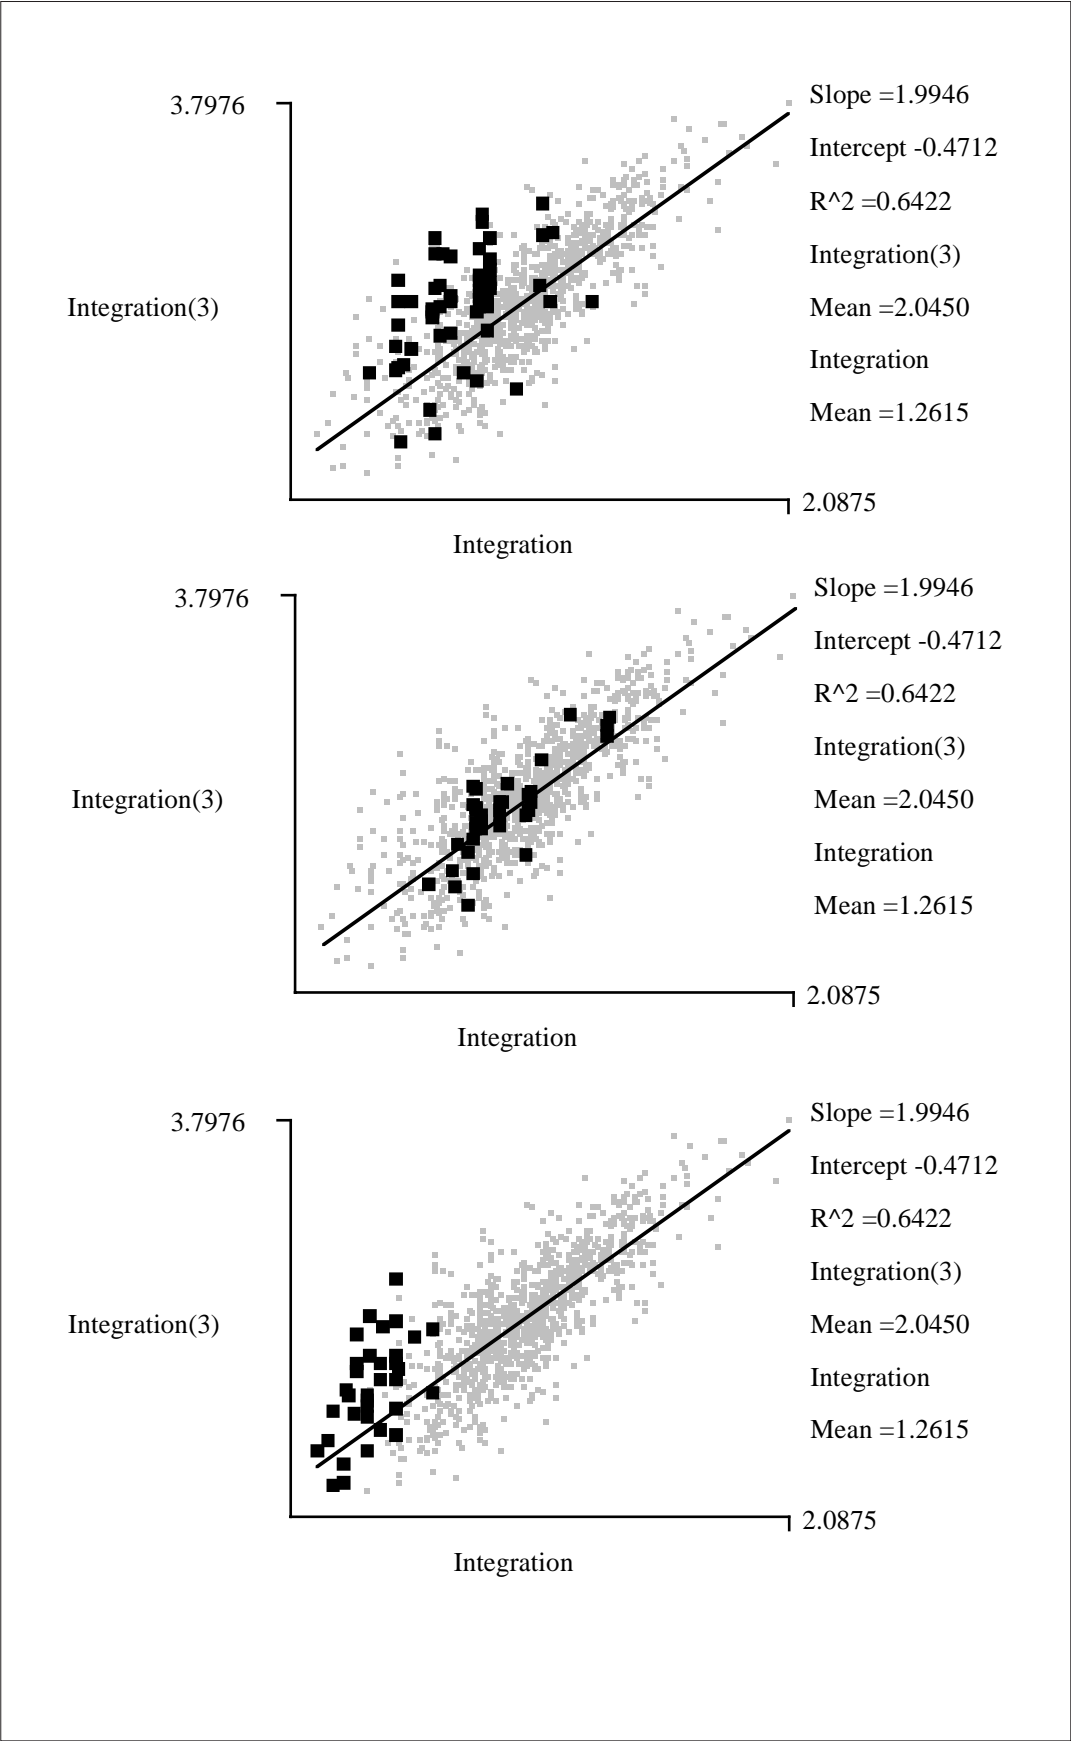 3.7976
Slope =1.9946
Intercept -0.4712
R^2 =0.6422
Integration(3)
Integration(3)
Mean =2.0450
Integration
Mean =1.2615
2.0875
Integration
3.7976
Slope =1.9946
Intercept -0.4712
R^2 =0.6422
Integration(3)
Integration(3)
Mean =2.0450
Integration
Mean =1.2615
2.0875
Integration
3.7976
Slope =1.9946
Intercept -0.4712
R^2 =0.6422
Integration(3)
Integration(3)
Mean =2.0450
Integration
Mean =1.2615
2.0875
Integration